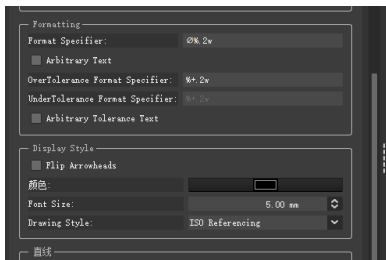 Formatting
Format Specifier: Ø%.2w
Arbitrary Text
OverTolerance Format Specifier: %+.2w
UnderTolerance Format Specifier: %+.2w
Arbitrary Tolerance Text
Display Style
Flip Arrowheads
颜色:
Font Size: 5.00 mm
Drawing Style: ISO Referencing
直线